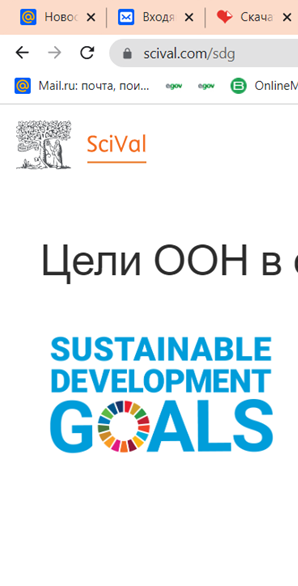 Новос
Входя
Скача
scival.com/sdg
Mail.ru: почта, пои...
egov
egov
OnlineM
SciVal
Цели ООН в
SUSTAINABLE
DEVELOPMENT
GOALS